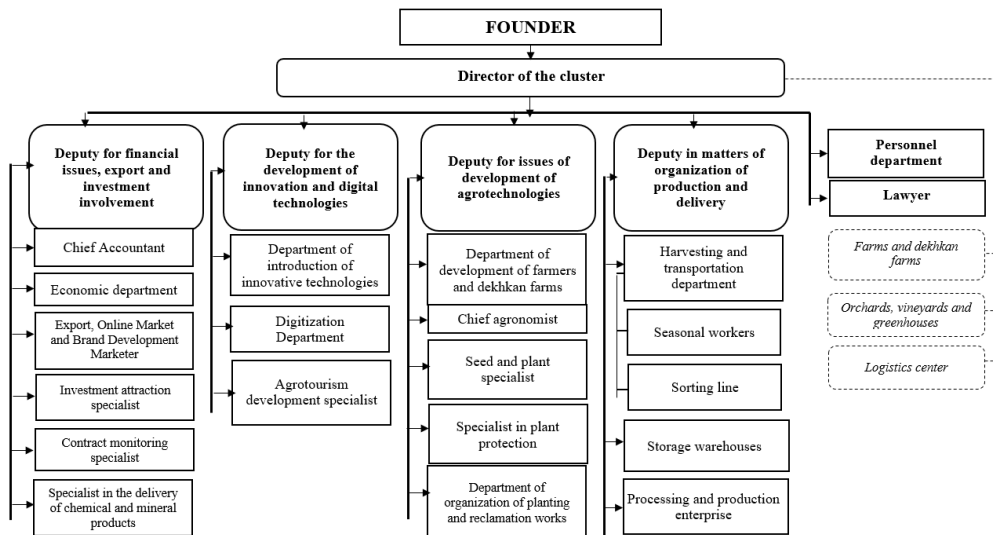 FOUNDER
Director of the cluster
Deputy for financial
issues, export and
investment
involvement
Chief Accountant
Economic department
Export, Online Market
and Brand Development
Marketer
Investment attraction
specialist
Contract monitoring
specialist
Specialist in the delivery
of chemical and mineral
products
Deputy for the
development of
innovation and digital
technologies
Department of
introduction of
innovative technologies
Digitization
Department
Agrotourism
development specialist
Deputy for issues of
development of
agrotechnologies
Department of
development of farmers
and dekhkan farms
Chief agronomist
Seed and plant
specialist
Specialist in plant
protection
Department of
organization of planting
and reclamation works
Deputy in matters of
organization of
production and
delivery
Harvesting and
transportation
department
Seasonal workers
Sorting line
Storage warehouses
Processing and production
enterprise
Personnel
department
Lawyer
Farms and dekhkan
farms
Orchards, vineyards and
greenhouses
Logistics center